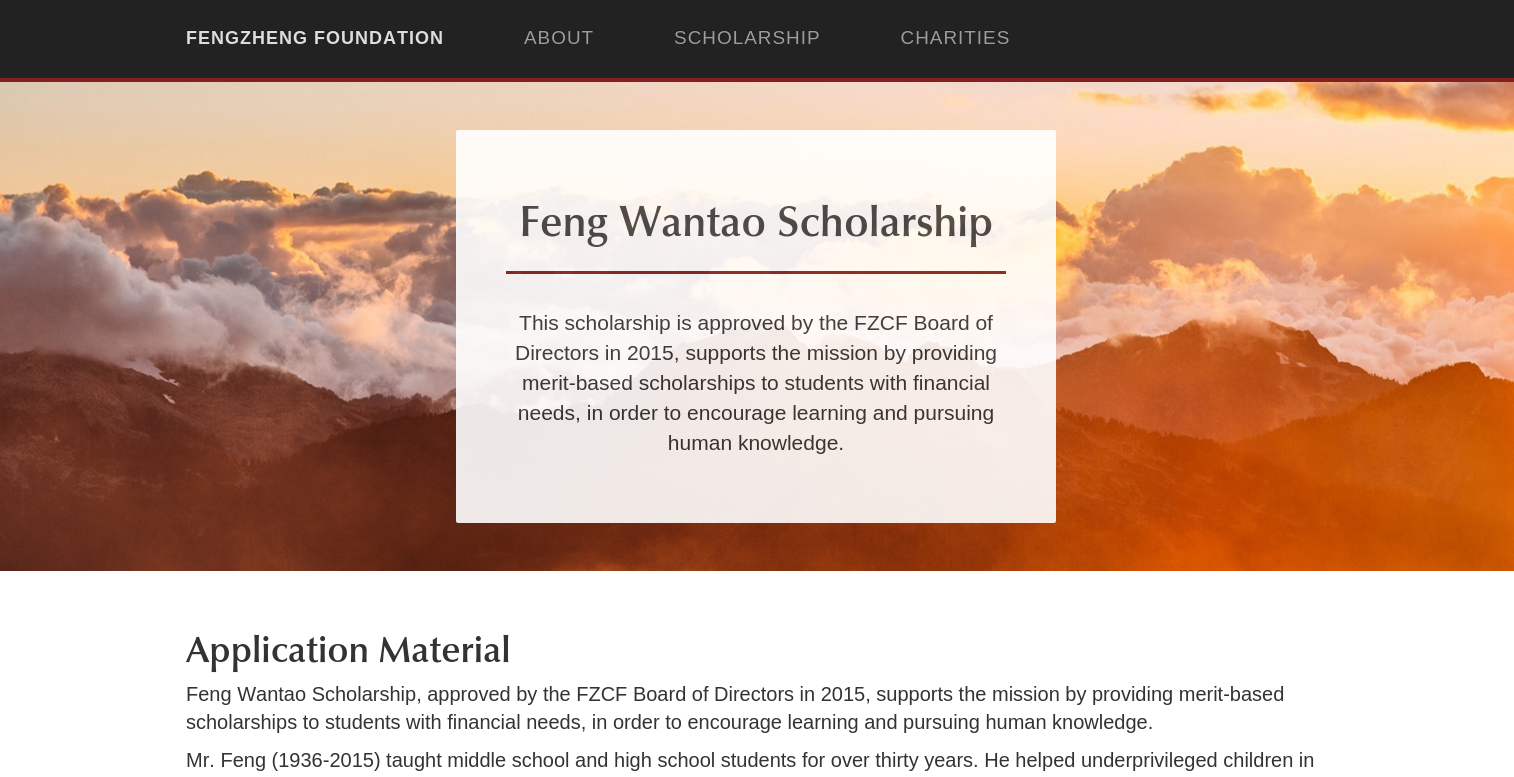 FENGZHENG FOUNDATION ABOUT SCHOLARSHIP CHARITIES
Feng Wantao Scholarship
This scholarship is approved by the FZCF Board of
Directors in 2015, supports the mission by providing
merit-based scholarships to students with financial
needs, in order to encourage learning and pursuing
human knowledge.
Application Material
Feng Wantao Scholarship, approved by the FZCF Board of Directors in 2015, supports the mission by providing merit-based
scholarships to students with financial needs, in order to encourage learning and pursuing human knowledge.
Mr. Feng (1936-2015) taught middle school and high school students for over thirty years. He helped underprivileged children in